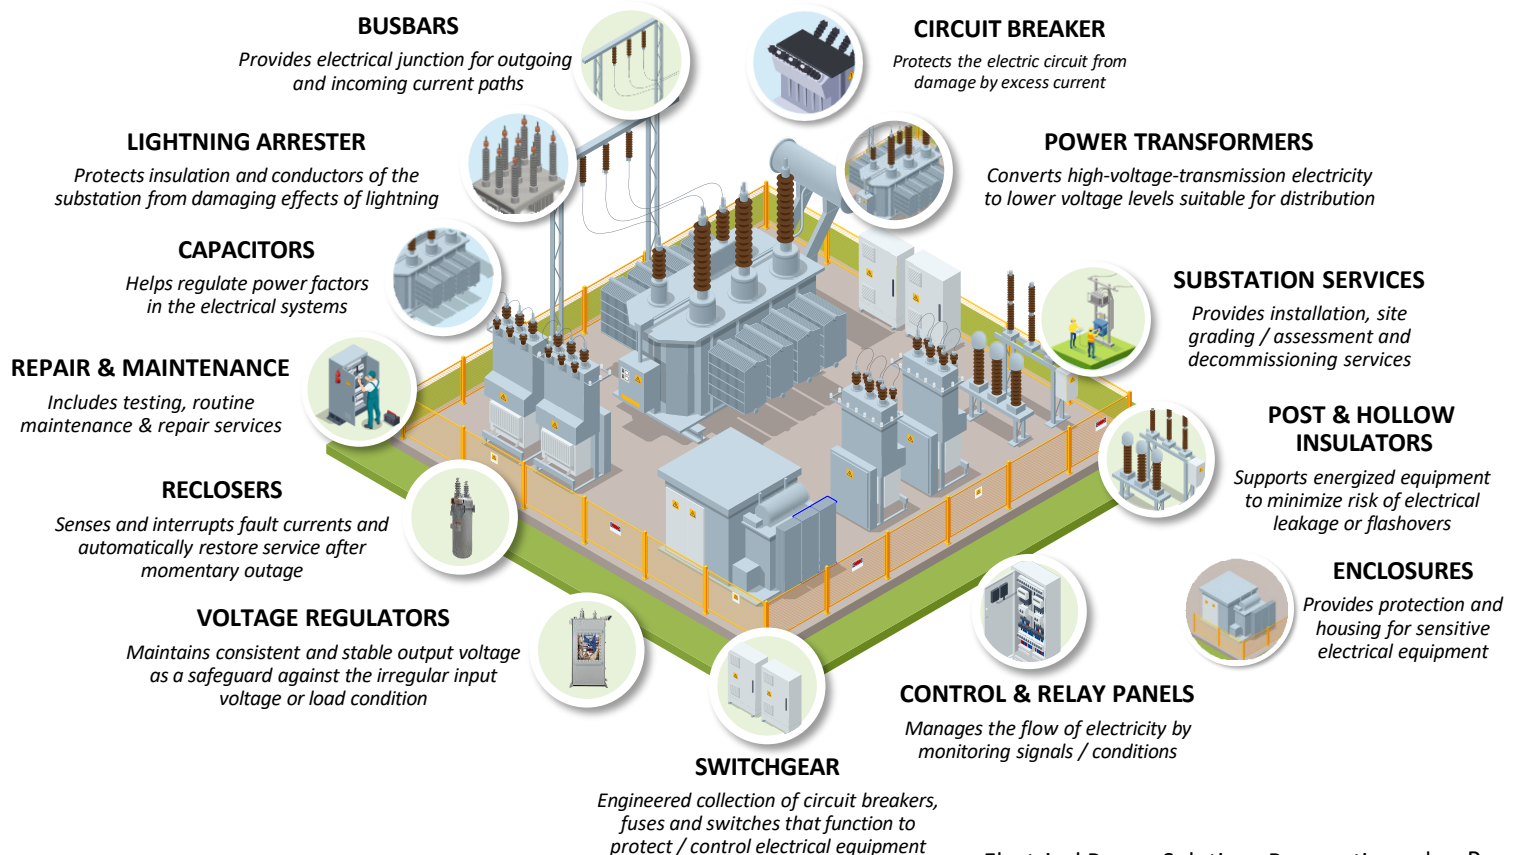 BUSBARS
Provides electrical junction for outgoing
and incoming current paths
CIRCUIT BREAKER
Protects the electric circuit from
damage by excess current
LIGHTNING ARRESTER
Protects insulation and conductors of the
substation from damaging effects of lightning
POWER TRANSFORMERS
Converts high-voltage-transmission electricity
to lower voltage levels suitable for distribution
CAPACITORS
Helps regulate power factors
in the electrical systems
SUBSTATION SERVICES
Provides installation, site
grading / assessment and
decommissioning services
REPAIR & MAINTENANCE
Includes testing, routine
maintenance & repair services
POST & HOLLOW
INSULATORS
Supports energized equipment
to minimize risk of electrical
leakage or flashovers
RECLOSERS
Senses and interrupts fault currents and
automatically restore service after
momentary outage
ENCLOSURES
Provides protection and
housing for sensitive
electrical equipment
VOLTAGE REGULATORS
Maintains consistent and stable output voltage
as a safeguard against the irregular input
voltage or load condition
CONTROL & RELAY PANELS
Manages the flow of electricity by
monitoring signals / conditions
SWITCHGEAR
Engineered collection of circuit breakers,
fuses and switches that function to
protect / control electrical equipment